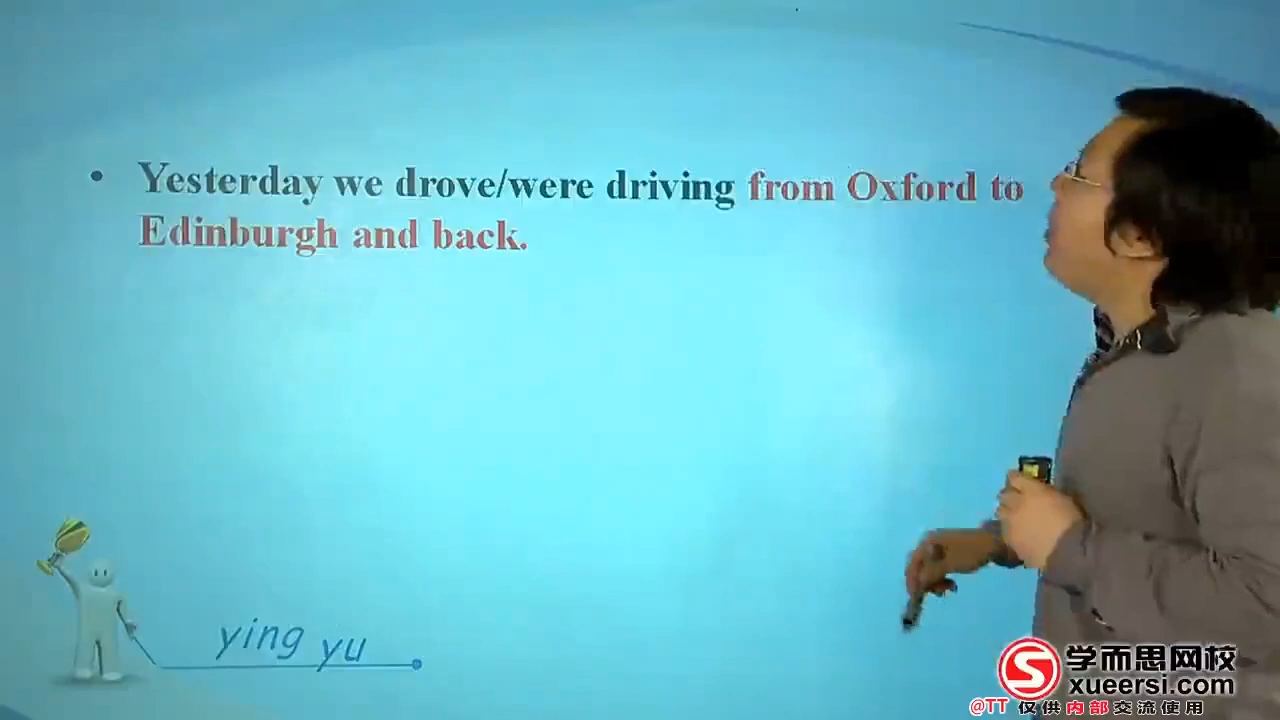 • Yesterday we drove/were driving from Oxford to
Edinburgh and back.
ying yu
学而思网校
xueersi.com
@TT 仅供内部交流使用